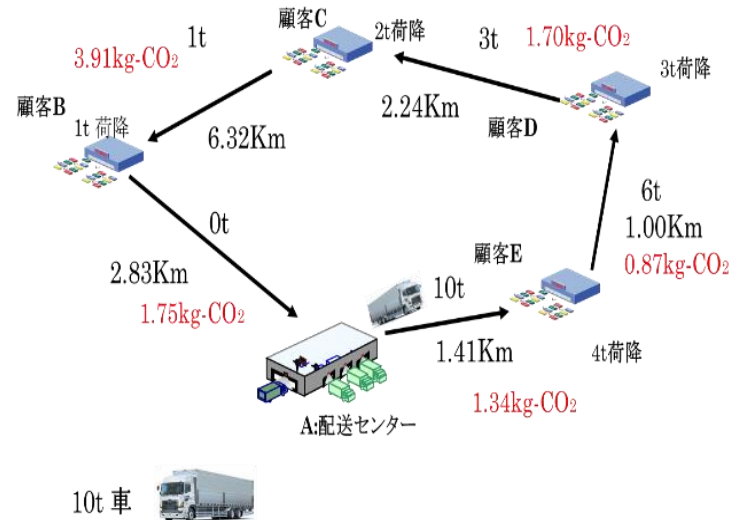 顧客C
2t荷降
1t
3.91kg-CO2
3t
1.70kg-CO2
3t荷降
顧客B
1t 荷降
6.32Km
2.24Km
顧客D
0t
6t
1.00Km
0.87kg-CO2
2.83Km
1.75kg-CO2
顧客E
10t
1.41Km
4t荷降
1.34kg-CO2
A:配送センター
10t 車